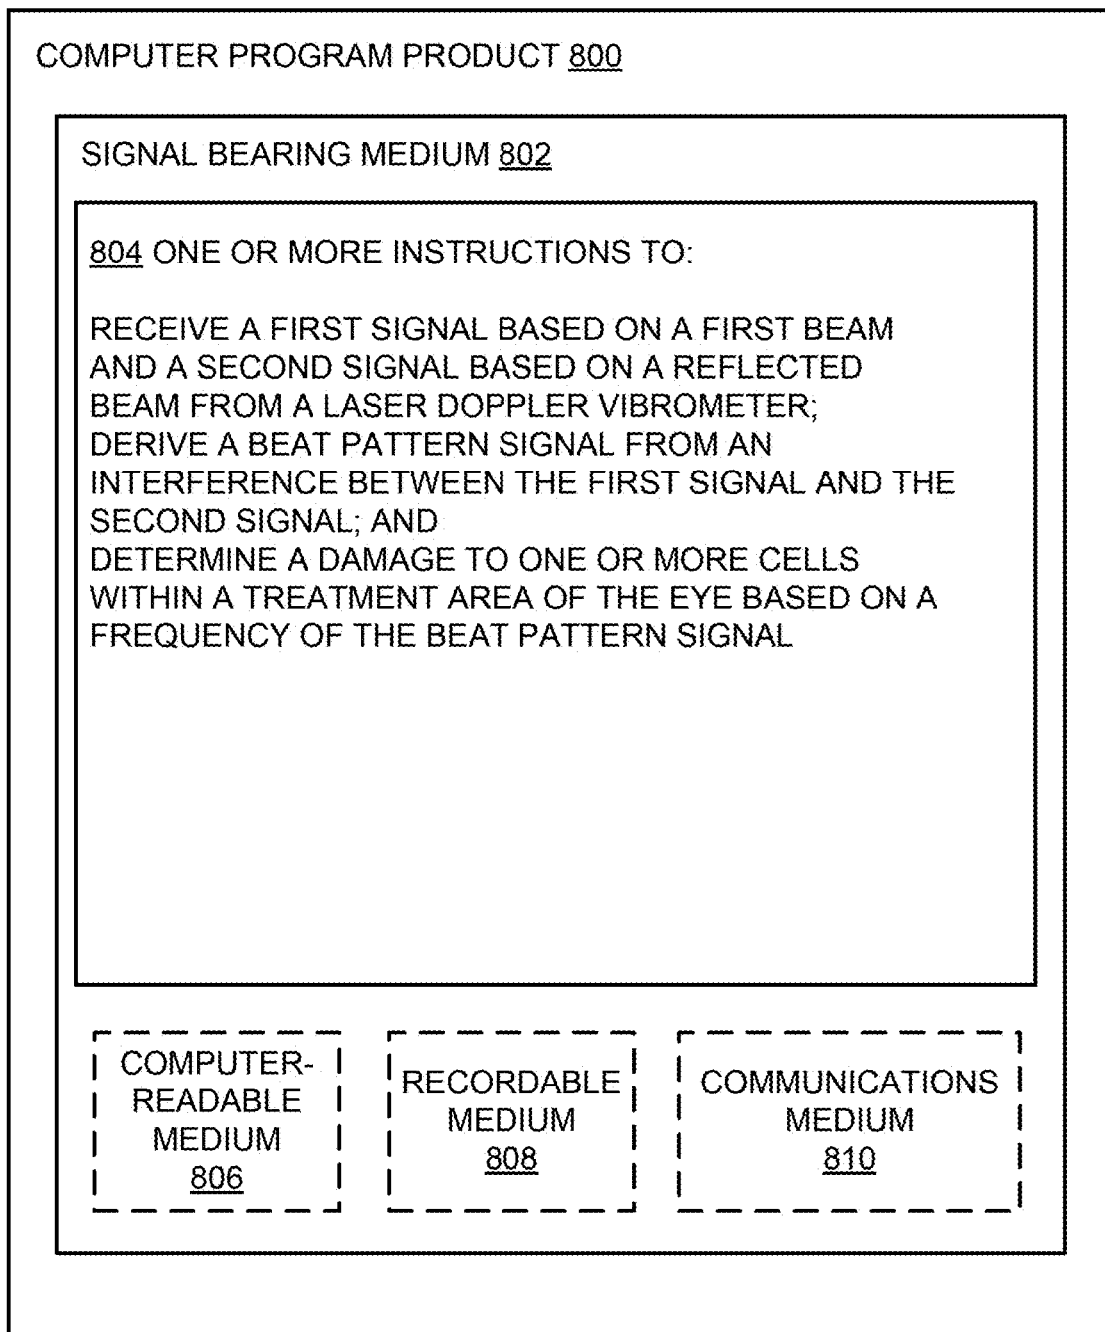 COMPUTER PROGRAM PRODUCT 800
SIGNAL BEARING MEDIUM 802
804 ONE OR MORE INSTRUCTIONS TO:
RECEIVE A FIRST SIGNAL BASED ON A FIRST BEAM
AND A SECOND SIGNAL BASED ON A REFLECTED
BEAM FROM A LASER DOPPLER VIBROMETER;
DERIVE A BEAT PATTERN SIGNAL FROM AN
INTERFERENCE BETWEEN THE FIRST SIGNAL AND THE
SECOND SIGNAL; AND
DETERMINE A DAMAGE TO ONE OR MORE CELLS
WITHIN A TREATMENT AREA OF THE EYE BASED ON A
FREQUENCY OF THE BEAT PATTERN SIGNAL
COMPUTER-
READABLE
MEDIUM
806
RECORDABLE
MEDIUM
808
COMMUNICATIONS
MEDIUM
810